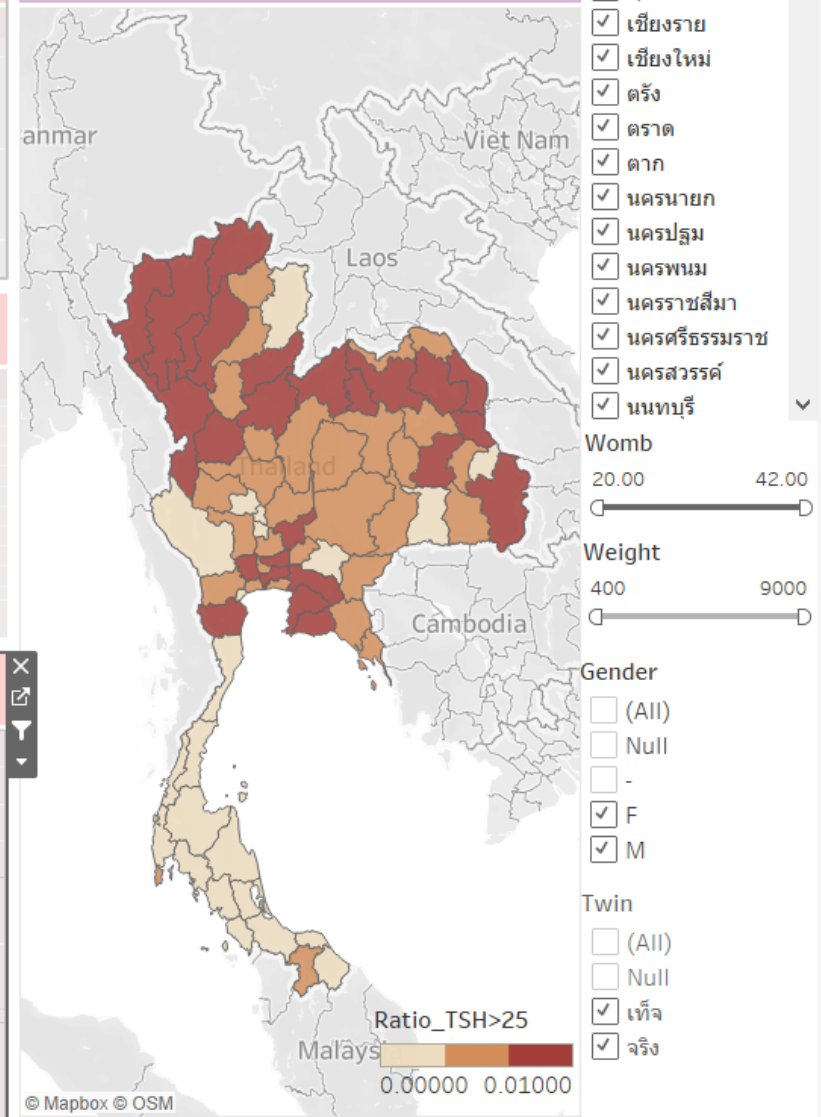 เชียงราย
เชียงใหม่
ตรัง
ตราด
ตาก
นครนายก
นครปฐม
นครพนม
นครราชสีมา
นครศรีธรรมราช
นครสวรรค์
นนทบุรี
Womb
20.00 42.00
Weight
400 9000
Gender
(All)
Null
-
F
M
Twin
(All)
Null
เท็จ
จริง
anmar
Viet Nam
Laos
Thailand
Cambodia
Ratio_TSH>25
Malays
0.00000 0.01000
© Mapbox © OSM